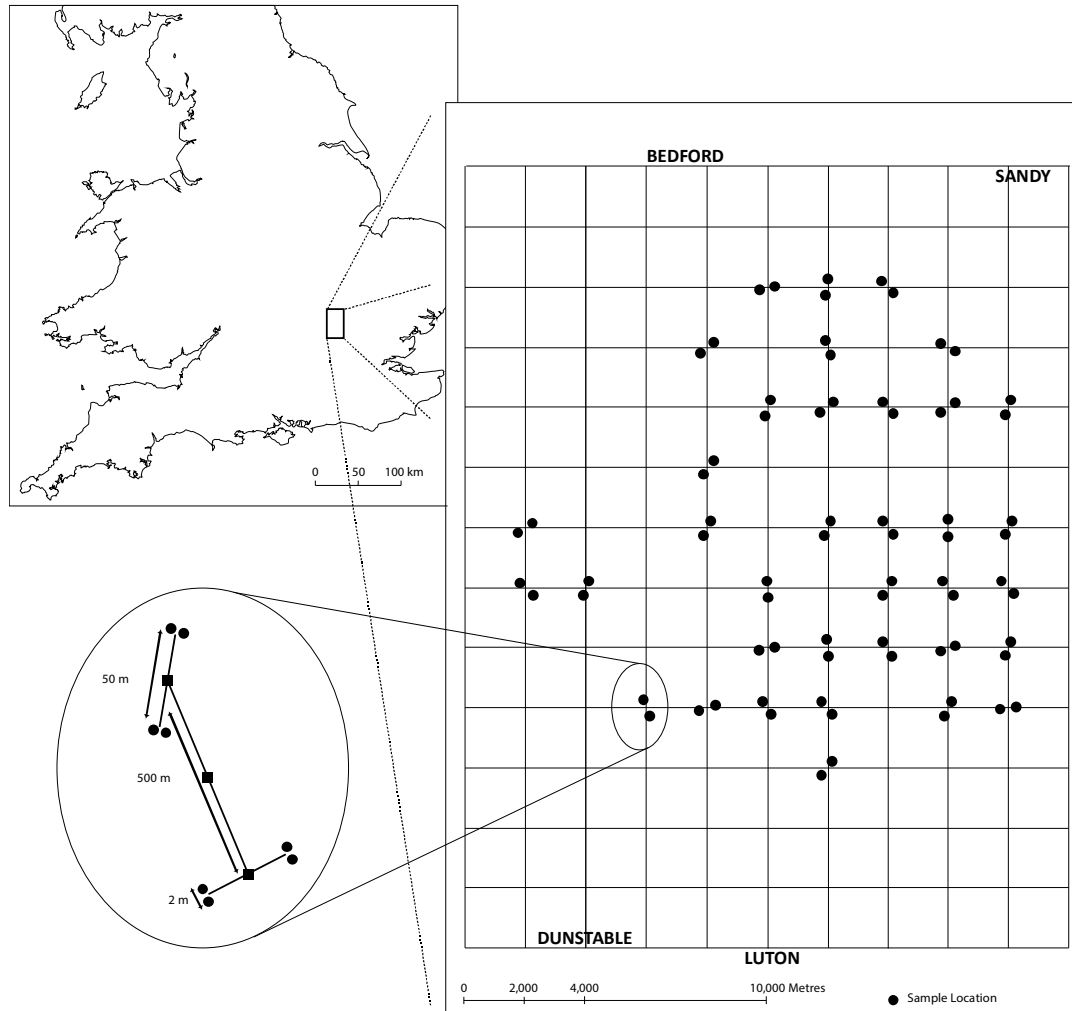 0 50 100 km
BEDFORD
SANDY
50 m
500 m
2 m
DUNSTABLE
LUTON
0 2,000 4,000 10,000 Metres
Sample Location